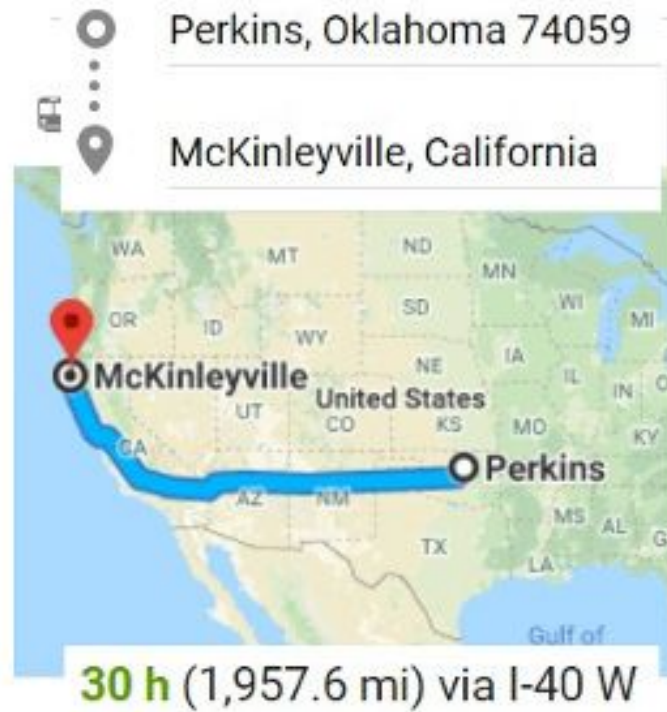 Perkins, Oklahoma 74059
McKinleyville, California
WA
MT
ND
MN
OR
ID
SD
WI
MI
WY
McKinleyville
NE
IA
IL
IN
UT
United States
CO
KS
MO
KY
CA
Perkins
AZ
NM
MS
AL
TX
LA
Gulf of
30 h (1,957.6 mi) via I-40 W